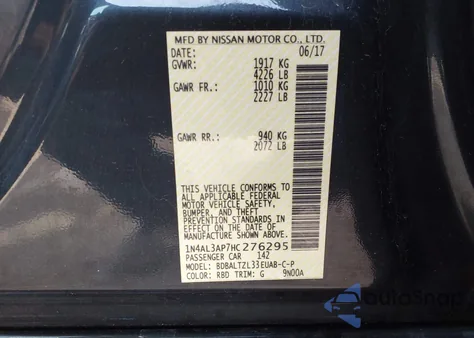 MFD BY NISSAN MOTOR CO., LTD.
DATE: 06/17
GVWR: 1917 KG
4226 LB
GAWR FR.: 1010 KG
2227 LB
GAWR RR.: 940 KG
2072 LB
THIS VEHICLE CONFORMS TO
ALL APPLICABLE FEDERAL
MOTOR VEHICLE SAFETY,
BUMPER, AND THEFT
PREVENTION STANDARDS IN
EFFECT ON THE DATE OF
MANUFACTURE SHOWN ABOVE.
1N4AL3AP7HC276295
PASSENGER CAR 142
MODEL: BDBALTZL33EUAB-C-P
COLOR: RBD TRIM: G 9N00A
AutoSnap